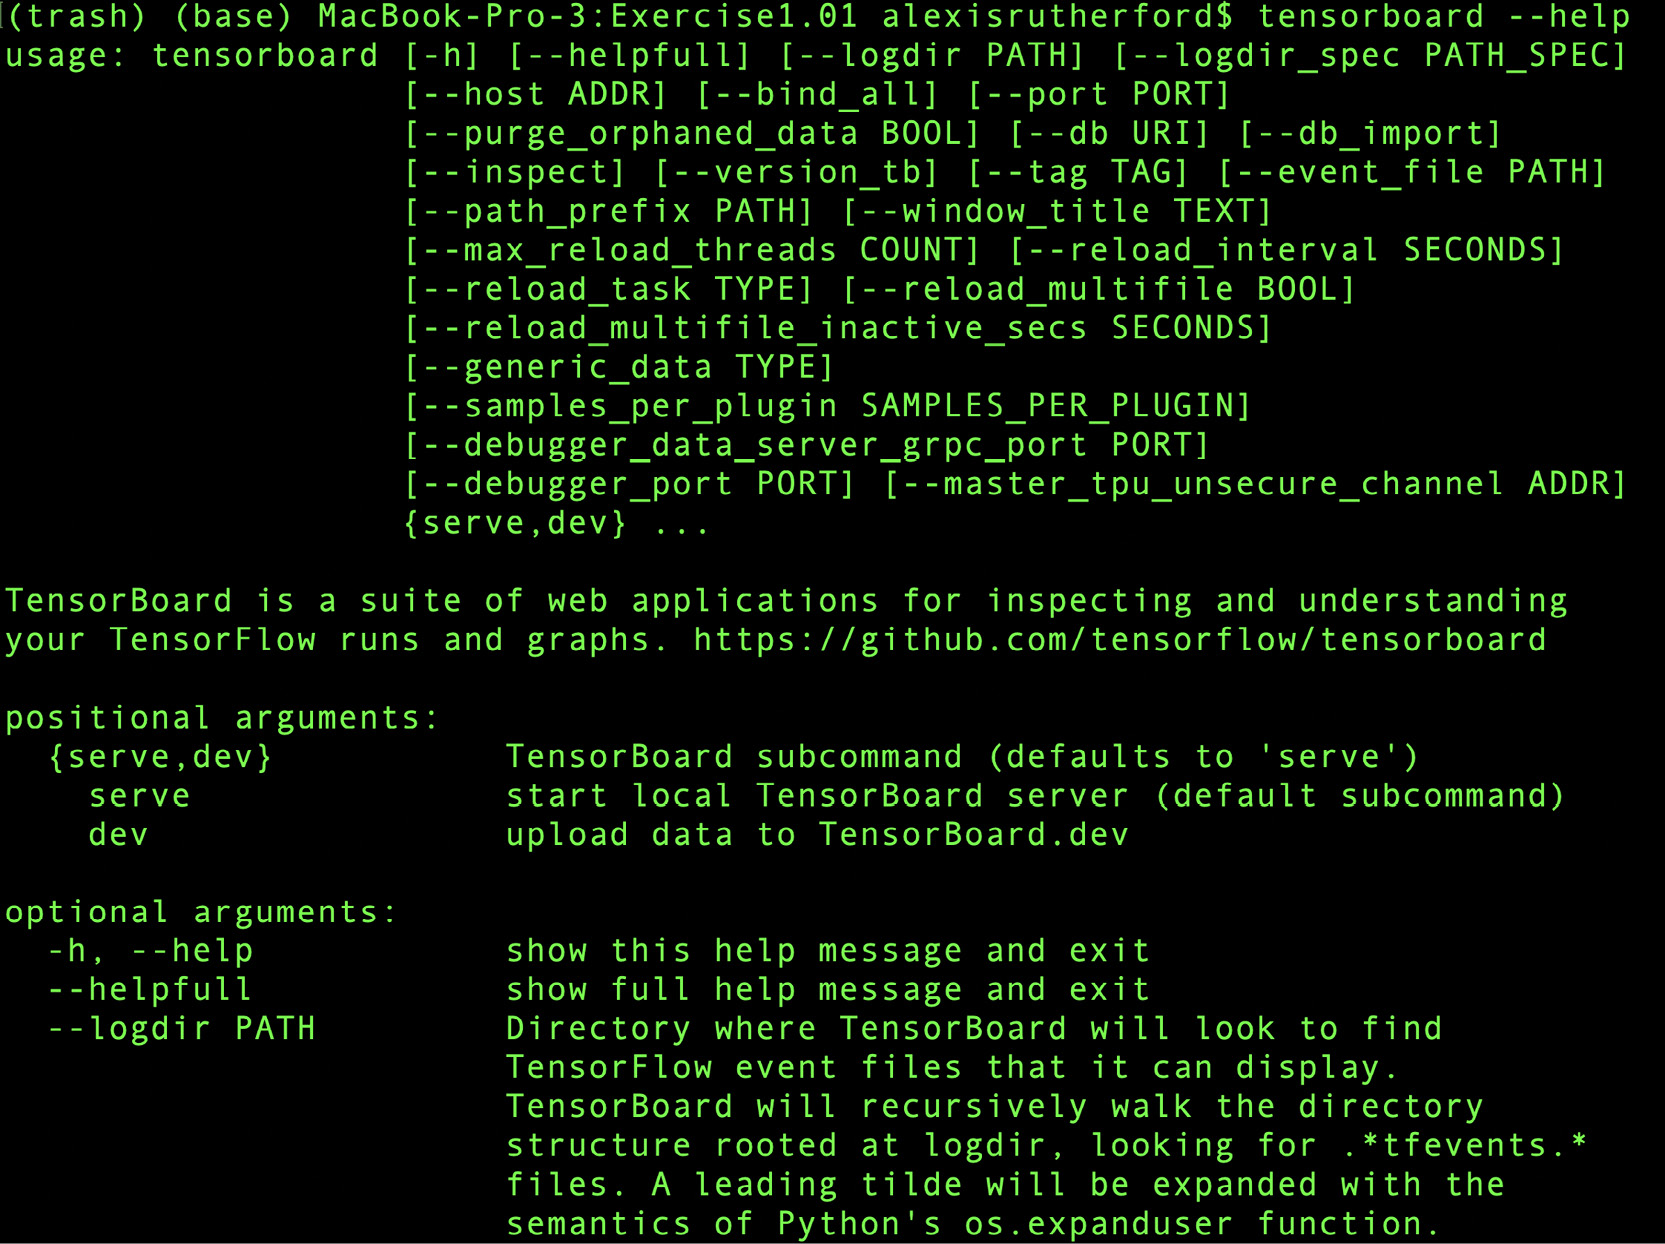 (trash) (base) MacBook-Pro-3:Exercise1.01 alexisrutherford$ tensorboard --help
usage: tensorboard [-h] [--helpfull] [--logdir PATH] [--logdir_spec PATH_SPEC]
                   [--host ADDR] [--bind_all] [--port PORT]
                   [--purge_orphaned_data BOOL] [--db URI] [--db_import]
                   [--inspect] [--version_tb] [--tag TAG] [--event_file PATH]
                   [--path_prefix PATH] [--window_title TEXT]
                   [--max_reload_threads COUNT] [--reload_interval SECONDS]
                   [--reload_task TYPE] [--reload_multifile BOOL]
                   [--reload_multifile_inactive_secs SECONDS]
                   [--generic_data TYPE]
                   [--samples_per_plugin SAMPLES_PER_PLUGIN]
                   [--debugger_data_server_grpc_port PORT]
                   [--debugger_port PORT] [--master_tpu_unsecure_channel ADDR]
                   {serve,dev} ...

TensorBoard is a suite of web applications for inspecting and understanding
your TensorFlow runs and graphs. https://github.com/tensorflow/tensorboard

positional arguments:
  {serve,dev}           TensorBoard subcommand (defaults to 'serve')
    serve               start local TensorBoard server (default subcommand)
    dev                 upload data to TensorBoard.dev

optional arguments:
  -h, --help            show this help message and exit
  --helpfull            show full help message and exit
  --logdir PATH         Directory where TensorBoard will look to find
                        TensorFlow event files that it can display.
                        TensorBoard will recursively walk the directory
                        structure rooted at logdir, looking for .*tfevents.*
                        files. A leading tilde will be expanded with the
                        semantics of Python's os.expanduser function.